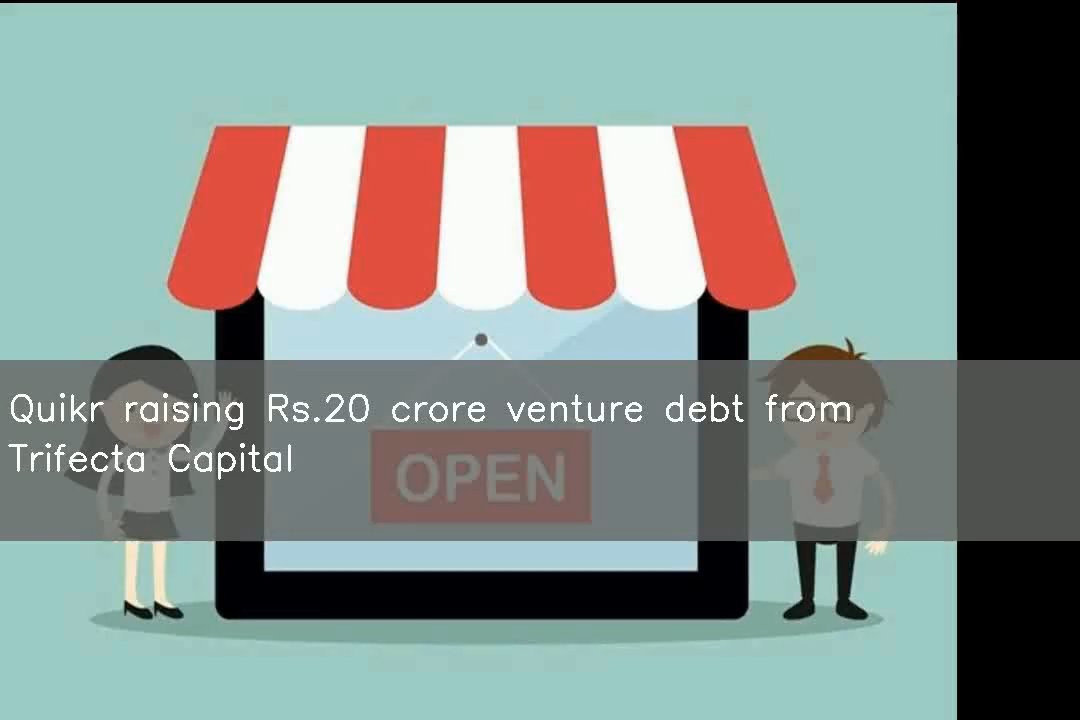 Quikr raising Rs.20 crore venture debt from
Trifecta Capital
OPEN